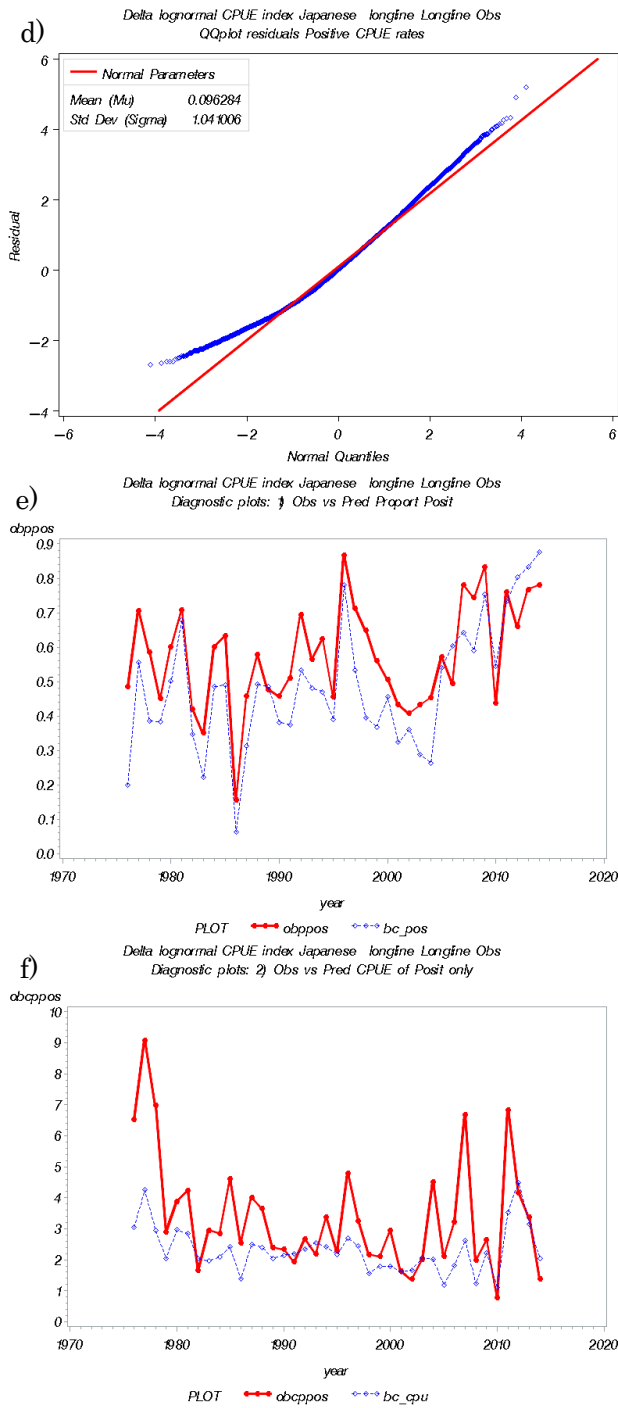 d)
Delta lognormal CPUE index Japanese longline Longline Obs
QQplot residuals Positive CPUE rates
6
4
2
0
−2
−4
Residual
Normal Parameters
Mean (Mu) 0.096284
Std Dev (Sigma) 1.041006
−6 −4 −2 0 2 4 6
Normal Quantiles
e)
Delta lognormal CPUE index Japanese longline Longline Obs
Diagnostic plots: 1) Obs vs Pred Proport Posit
obppos
0.9
0.8
0.7
0.6
0.5
0.4
0.3
0.2
0.1
0.0
1970 1980 1990 2000 2010 2020
year
PLOT obppos bc_pos
f)
Delta lognormal CPUE index Japanese longline Longline Obs
Diagnostic plots: 2) Obs vs Pred CPUE of Posit only
obcppos
10
9
8
7
6
5
4
3
2
1
0
1970 1980 1990 2000 2010 2020
year
PLOT obcppos bc_cpu